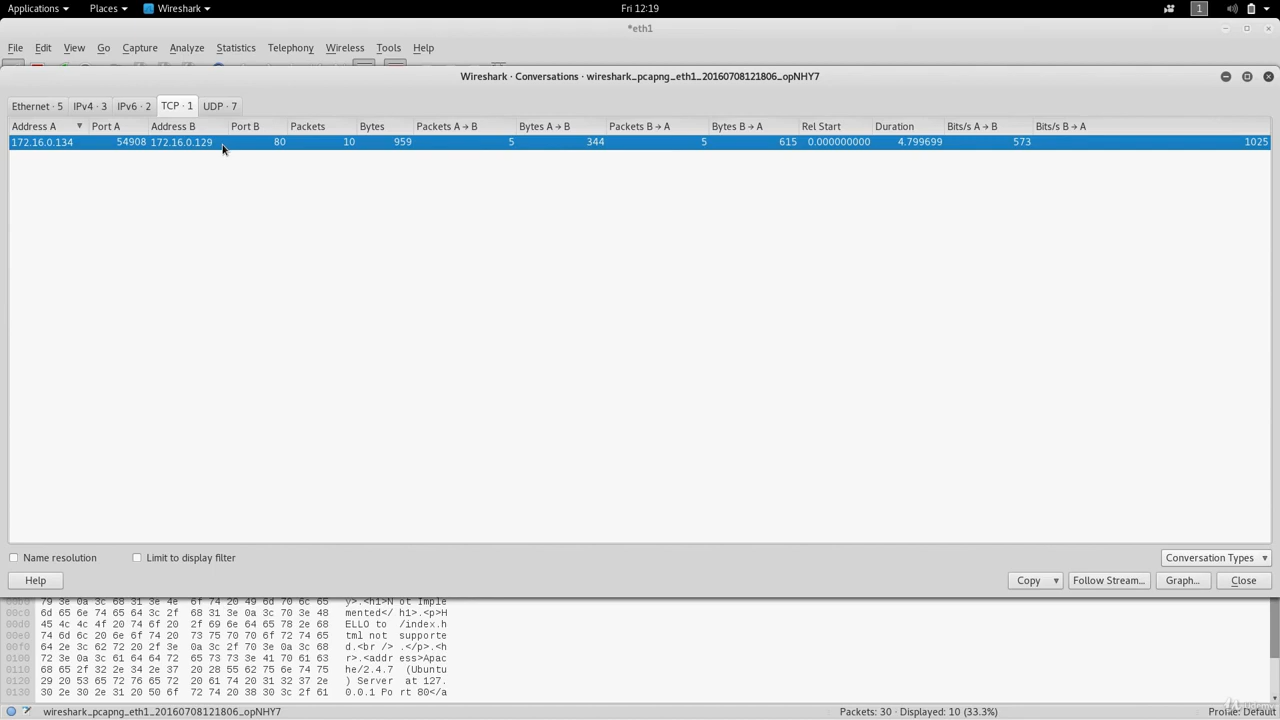 Applications ▾ Places ▾ Wireshark ▾ Fri 12:19 1
*eth1
File Edit View Go Capture Analyze Statistics Telephony Wireless Tools Help
Wireshark · Conversations · wireshark_pcapng_eth1_20160708121806_opNHY7
Ethernet · 5 IPv4 · 3 IPv6 · 2 TCP · 1 UDP · 7
Address A ▾ Port A Address B Port B Packets Bytes Packets A → B Bytes A → B Packets B → A Bytes B → A Rel Start Duration Bits/s A → B Bits/s B → A
172.16.0.134 54908 172.16.0.129 80 10 959 5 344 5 615 0.000000000 4.799699 573 1025
Name resolution Limit to display filter Conversation Types ▾
Help Copy ▾ Follow Stream... Graph... Close
00b0 79 3e 0a 3c 68 31 3e 4e 6f 74 20 49 6d 70 6c 65 y>.<h1>N ot Imple
00c0 6d 65 6e 74 65 64 3c 2f 68 31 3e 0a 3c 70 3e 48 mented</ h1>.<p>H
00d0 45 4c 4c 4f 20 74 6f 20 2f 69 6e 64 65 78 2e 68 ELLO to /index.h
00e0 74 6d 6c 20 6e 6f 74 20 73 75 70 70 6f 72 74 65 tml not supporte
00f0 64 2e 3c 62 72 20 2f 3e 0a 3c 2f 70 3e 0a 3c 68 d.<br /> .</p>.<h
0100 72 3e 0a 3c 61 64 64 72 65 73 73 3e 41 70 61 63 r>.<addr ess>Apac
0110 68 65 2f 32 2e 34 2e 37 20 28 55 62 75 6e 74 75 he/2.4.7 (Ubuntu
0120 29 20 53 65 72 76 65 72 20 61 74 20 31 32 37 2e ) Server at 127.
0130 30 2e 30 2e 31 20 50 6f 72 74 20 38 30 3c 2f 61 0.0.1 Po rt 80</a
wireshark_pcapng_eth1_20160708121806_opNHY7 Packets: 30 · Displayed: 10 (33.3%) Profile: Default